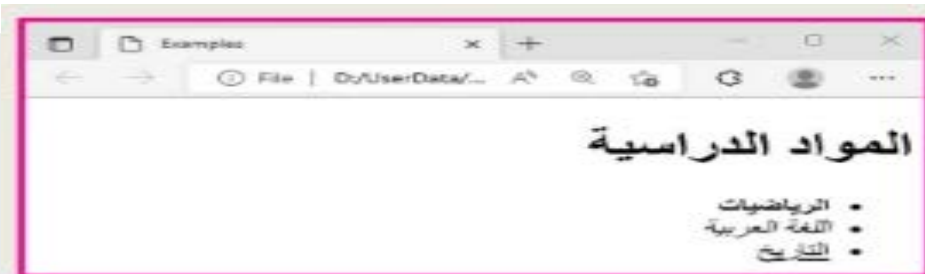 Examples
File | D:/UserData/...
المواد الدراسية
• الرياضيات
• اللغة العربية
• التاريخ